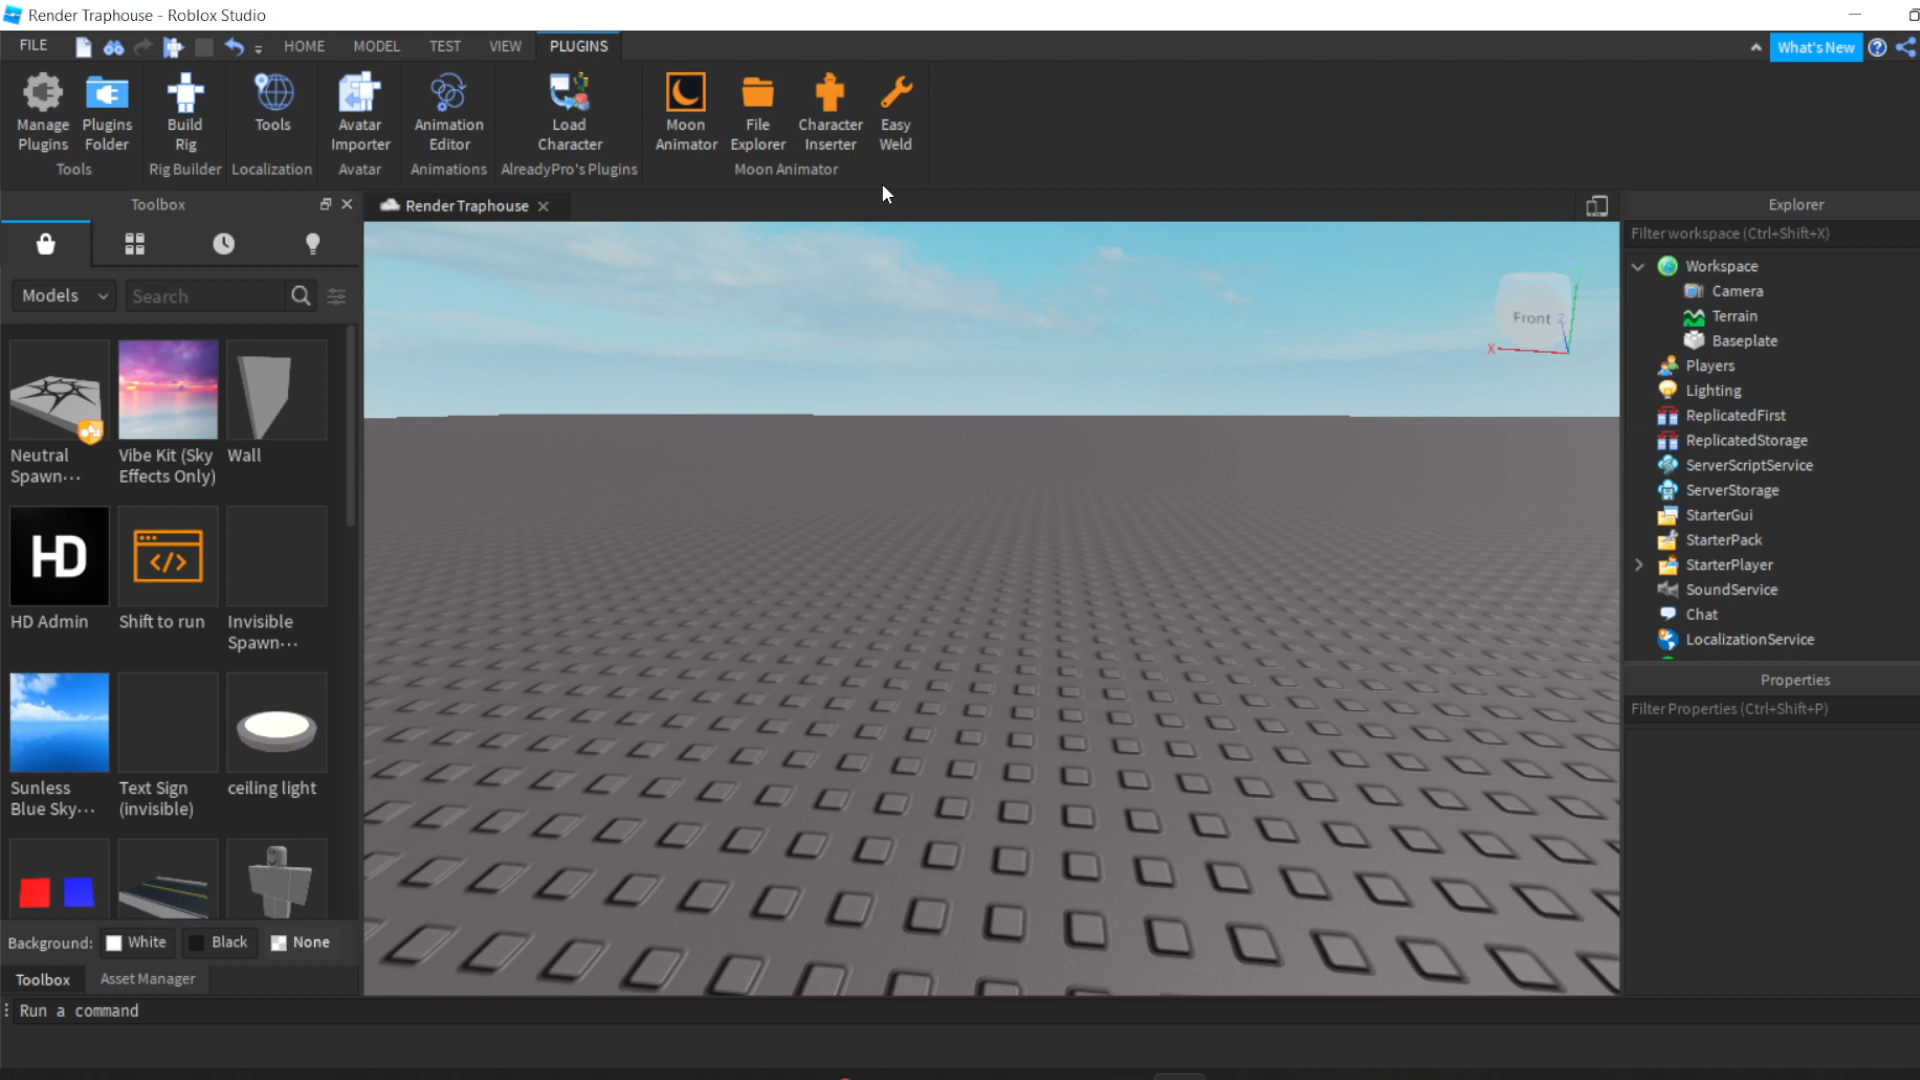 Render Traphouse - Roblox Studio
FILE HOME MODEL TEST VIEW PLUGINS What's New
Manage Plugins
Plugins Folder
Build Rig
Tools
Avatar Importer
Animation Editor
Load Character
Moon Animator
File Explorer
Character Inserter
Easy Weld
Tools Rig Builder Localization Avatar Animations AlreadyPro's Plugins Moon Animator
Toolbox
Render Traphouse
Explorer
Models
Search
Neutral Spawn...
Vibe Kit (Sky Effects Only)
Wall
HD
</>
HD Admin
Shift to run
Invisible Spawn...
Sunless Blue Sky...
Text Sign (invisible)
ceiling light
Background: White Black None
Toolbox Asset Manager
Run a command
Front
Z
X
Filter workspace (Ctrl+Shift+X)
Workspace
Camera
Terrain
Baseplate
Players
Lighting
ReplicatedFirst
ReplicatedStorage
ServerScriptService
ServerStorage
StarterGui
StarterPack
StarterPlayer
SoundService
Chat
LocalizationService
Properties
Filter Properties (Ctrl+Shift+P)